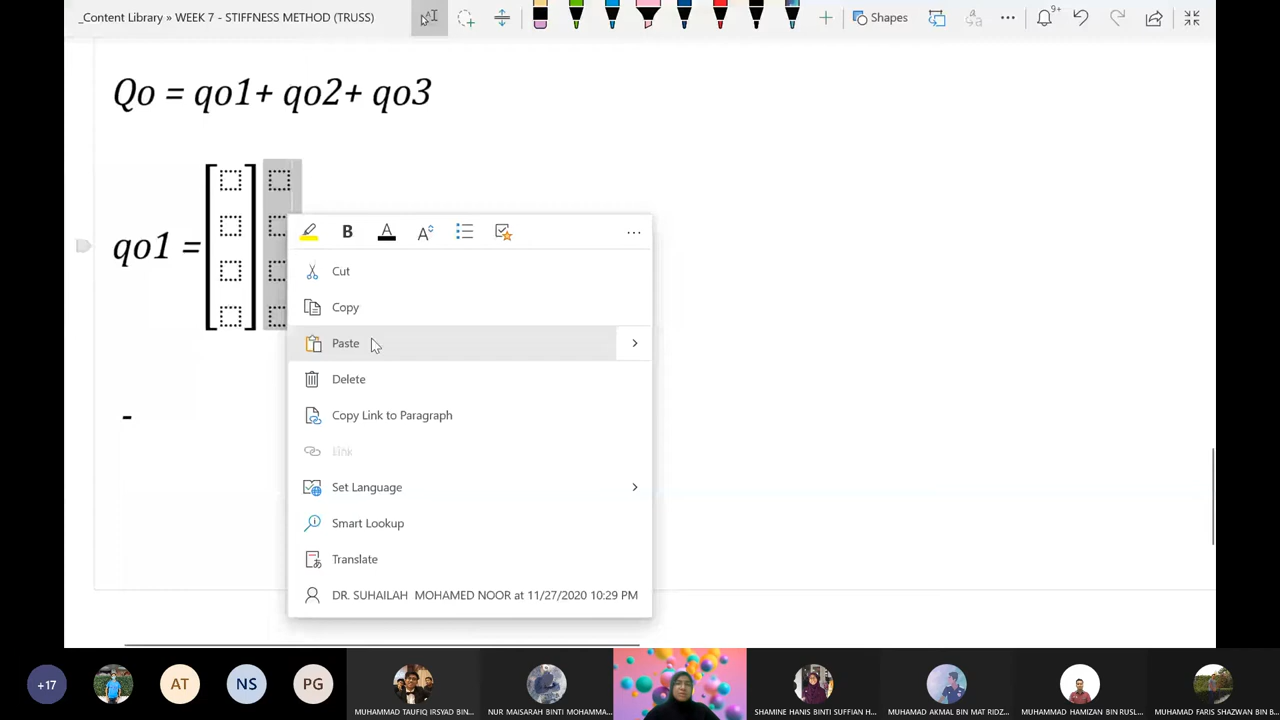 _Content Library » WEEK 7 - STIFFNESS METHOD (TRUSS)
Shapes
9+
Qo = qo1+ qo2+ qo3
qo1 =
B
A
A
Cut
Copy
Paste
Delete
Copy Link to Paragraph
Link
Set Language
Smart Lookup
Translate
DR. SUHAILAH MOHAMED NOOR at 11/27/2020 10:29 PM
-
+17
AT
NS
PG
MUHAMMAD TAUFIQ IRSYAD BIN...
NUR MAISARAH BINTI MOHAMMA...
SHAMINE HANIS BINTI SUFFIAN H...
MUHAMAD AKMAL BIN MAT RIDZ...
MUHAMMAD HAMIZAN BIN RUSL...
MUHAMAD FARIS SHAZWAN BIN B...